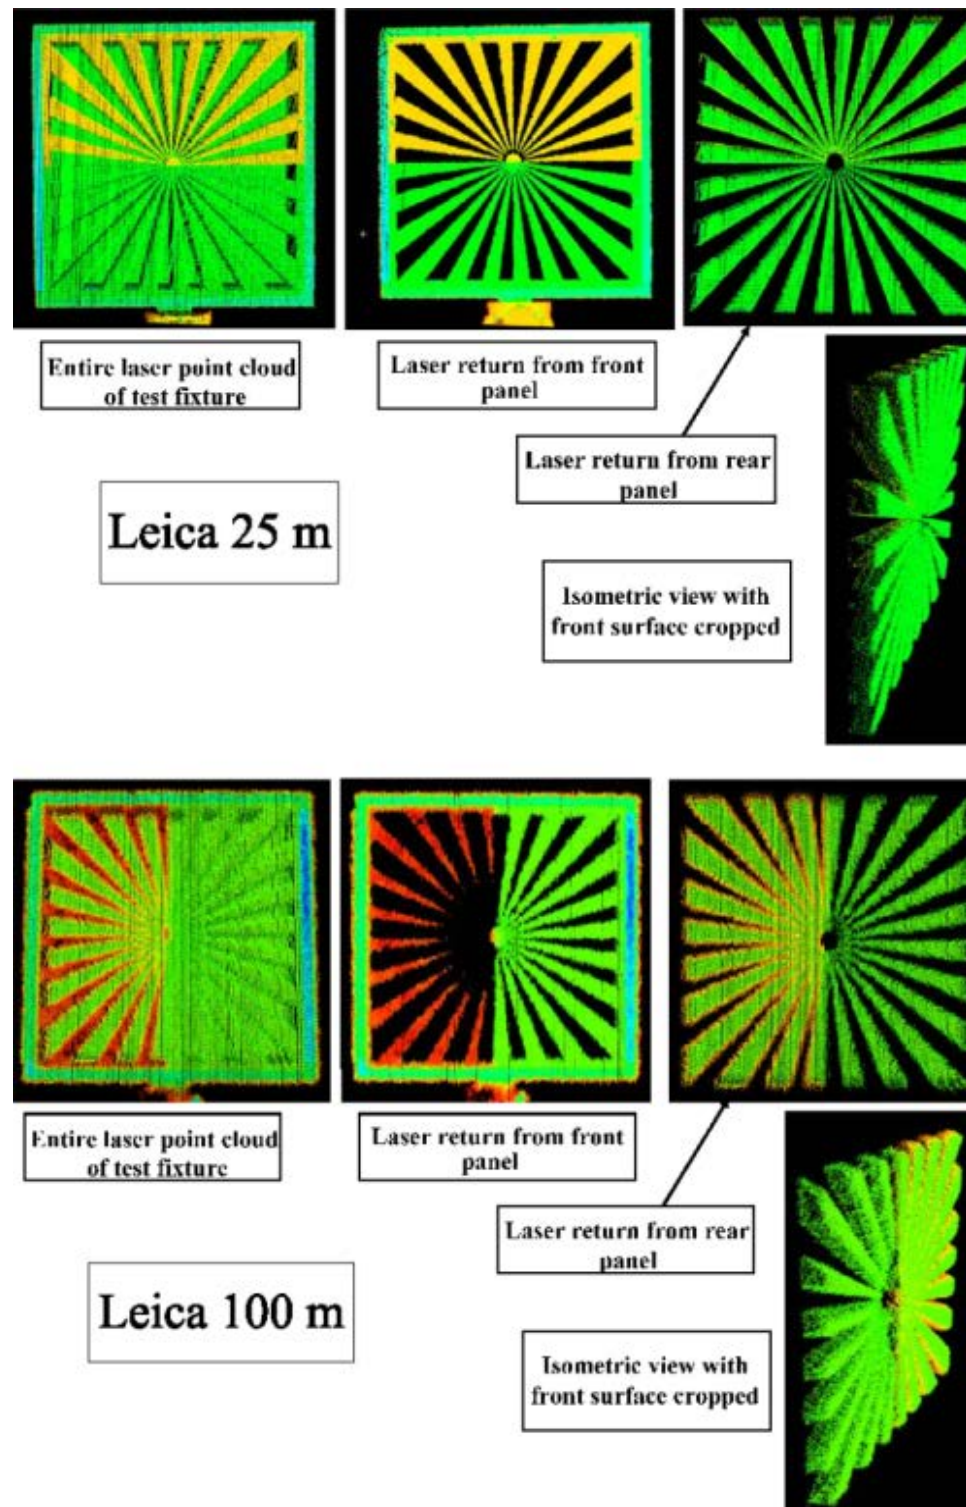 Entire laser point cloud
of test fixture
Laser return from front
panel
Laser return from rear
panel
Leica 25 m
Isometric view with
front surface cropped
Entire laser point cloud
of test fixture
Laser return from front
panel
Laser return from rear
panel
Leica 100 m
Isometric view with
front surface cropped